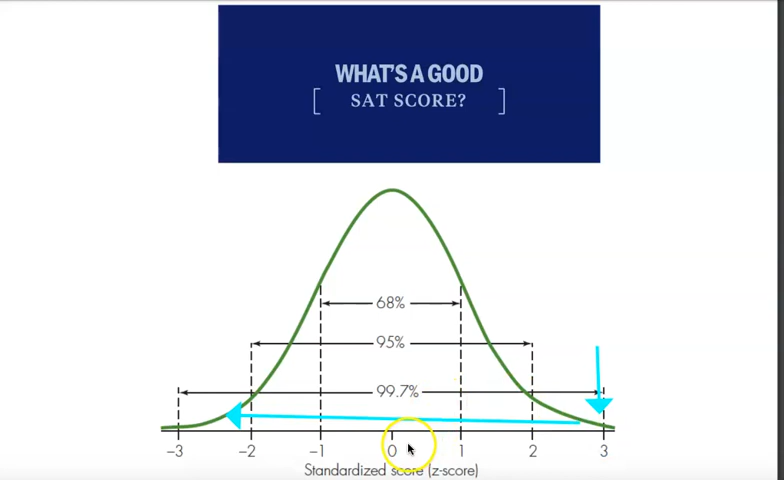 WHAT'S A GOOD
[ SAT SCORE? ]
68%
95%
99.7%
−3 −2 −1 0 1 2 3
Standardized score (z-score)